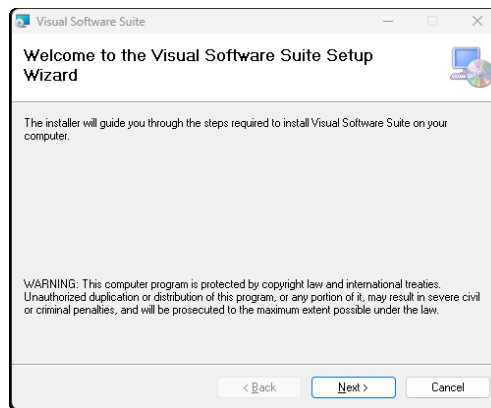 Visual Software Suite
Welcome to the Visual Software Suite Setup
Wizard
The installer will guide you through the steps required to install Visual Software Suite on your
computer.
WARNING: This computer program is protected by copyright law and international treaties.
Unauthorized duplication or distribution of this program, or any portion of it, may result in severe civil
or criminal penalties, and will be prosecuted to the maximum extent possible under the law.
< Back Next > Cancel